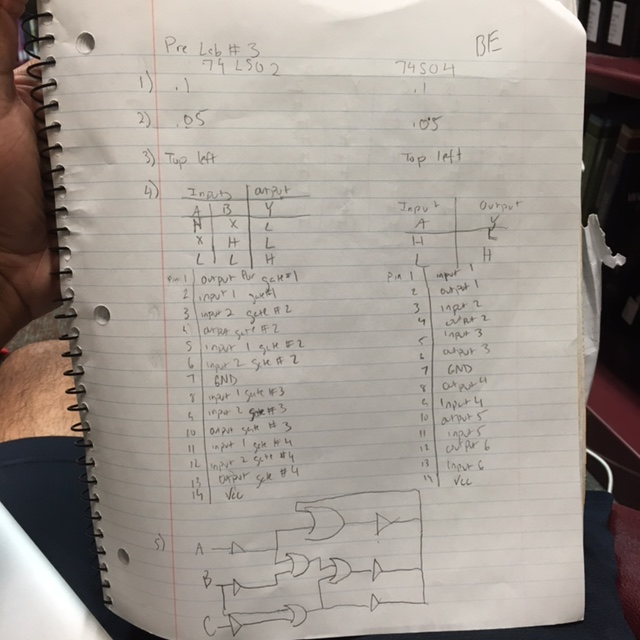 Pre Lab # 3 BE
74LS02 74S04
1) .1 .1
2) .05 .05
3) Top left Top left
4) Inputs Output Input Output
A B Y A Y
H X L H L
X H L L H
L L H
Pin 1 output for gate #1 Pin 1 input 1
2 input 1 gate#1 2 output 1
3 input 2 gate #2 3 input 2
4 output gate #2 4 output 2
5 input 1 gate #2 5 input 3
6 input 2 gate #2 6 output 3
7 GND 7 GND
8 input 1 gate #3 8 output 4
9 input 2 gate #3 9 input 4
10 output gate #3 10 output 5
11 input 1 gate #4 11 input 5
12 input 2 gate #4 12 output 6
13 output gate #4 13 input 6
14 Vcc 14 Vcc
5) A
B
C